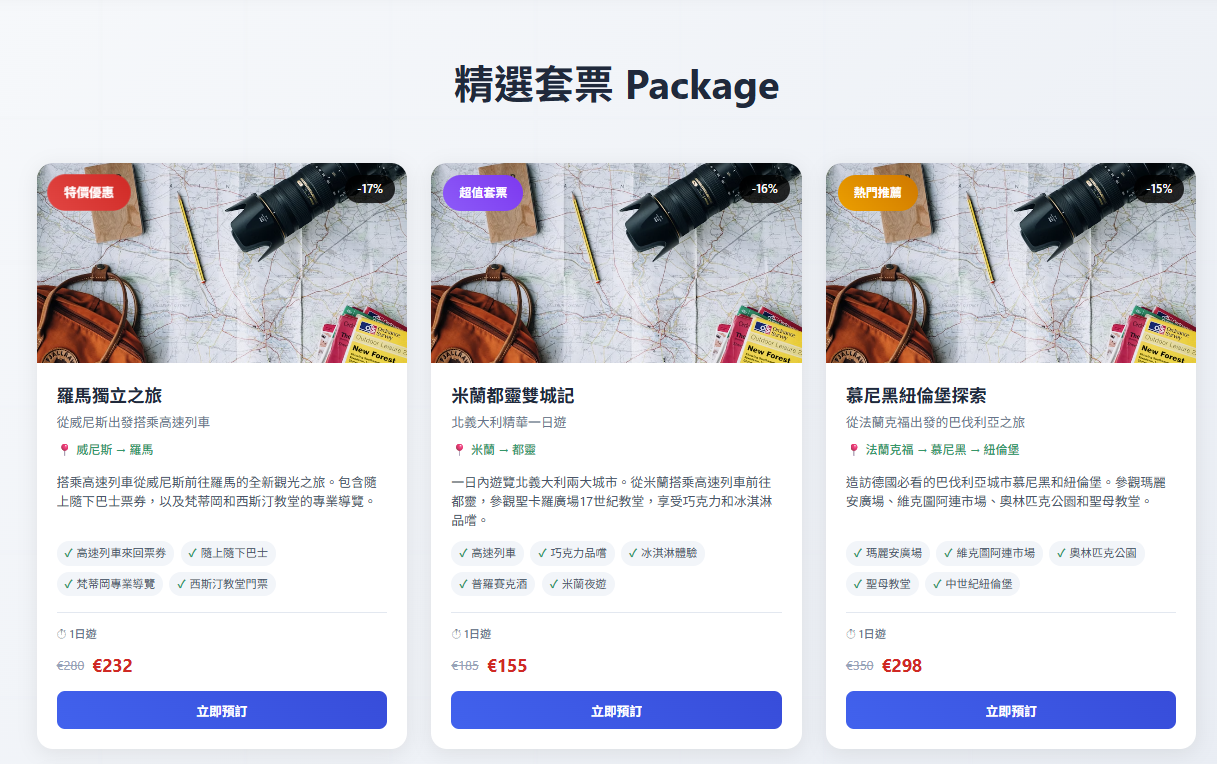 精選套票 Package
特價優惠
-17%
New Forest
羅馬獨立之旅
從威尼斯出發搭乘高速列車
威尼斯 → 羅馬
搭乘高速列車從威尼斯前往羅馬的全新觀光之旅。包含隨
上隨下巴士票券，以及梵蒂岡和西斯汀教堂的專業導覽。
✓ 高速列車來回票券 ✓ 隨上隨下巴士
✓ 梵蒂岡專業導覽 ✓ 西斯汀教堂門票
1日遊
€280 €232
立即預訂
超值套票
-16%
New Forest
米蘭都靈雙城記
北義大利精華一日遊
米蘭 → 都靈
一日內遊覽北義大利兩大城市。從米蘭搭乘高速列車前往
都靈，參觀聖卡羅廣場17世紀教堂，享受巧克力和冰淇淋
品嚐。
✓ 高速列車 ✓ 巧克力品嚐 ✓ 冰淇淋體驗
✓ 普羅賽克酒 ✓ 米蘭夜遊
1日遊
€185 €155
立即預訂
熱門推薦
-15%
New Forest
慕尼黑紐倫堡探索
從法蘭克福出發的巴伐利亞之旅
法蘭克福 → 慕尼黑 → 紐倫堡
造訪德國必看的巴伐利亞城市慕尼黑和紐倫堡。參觀瑪麗
安廣場、維克圖阿連市場、奧林匹克公園和聖母教堂。
✓ 瑪麗安廣場 ✓ 維克圖阿連市場 ✓ 奧林匹克公園
✓ 聖母教堂 ✓ 中世紀紐倫堡
1日遊
€350 €298
立即預訂